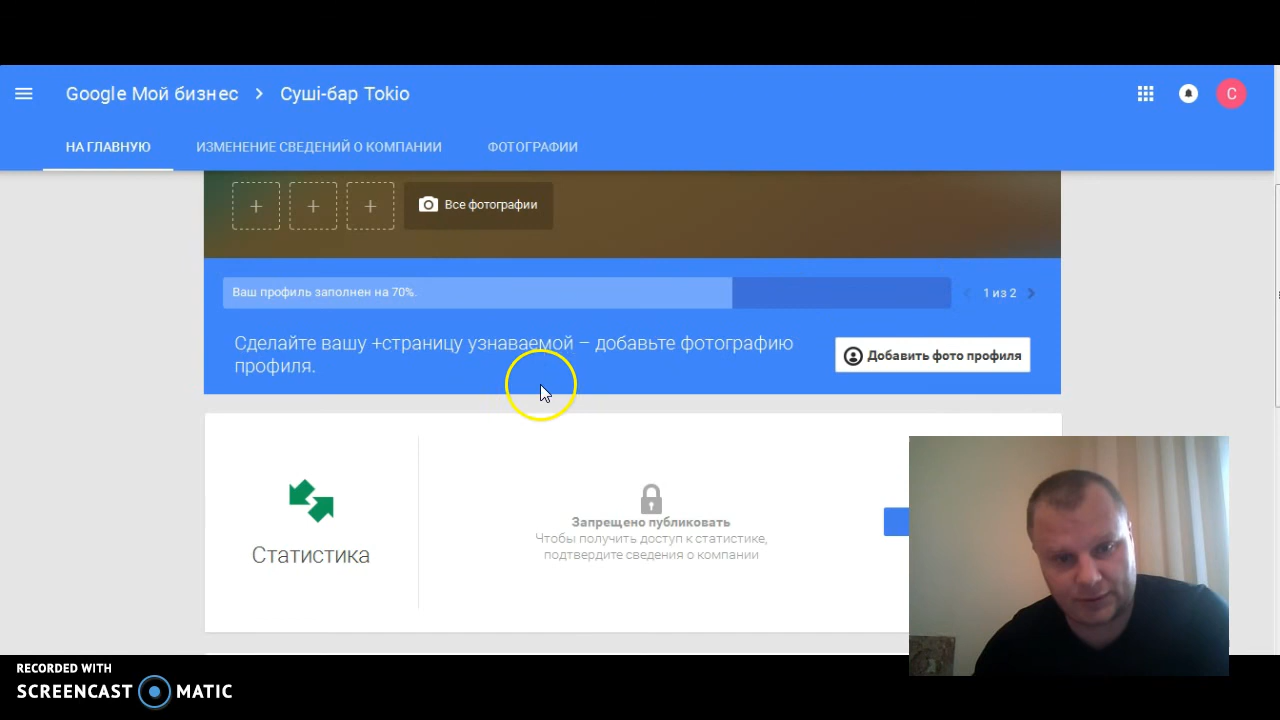 Google Мой бизнес > Суші-бар Tokio
C
НА ГЛАВНУЮ ИЗМЕНЕНИЕ СВЕДЕНИЙ О КОМПАНИИ ФОТОГРАФИИ
Все фотографии
Ваш профиль заполнен на 70%.
1 из 2
Сделайте вашу +страницу узнаваемой – добавьте фотографию
профиля.
Добавить фото профиля
Запрещено публиковать
Чтобы получить доступ к статистике,
подтвердите сведения о компании
Статистика
RECORDED WITH
SCREENCAST MATIC